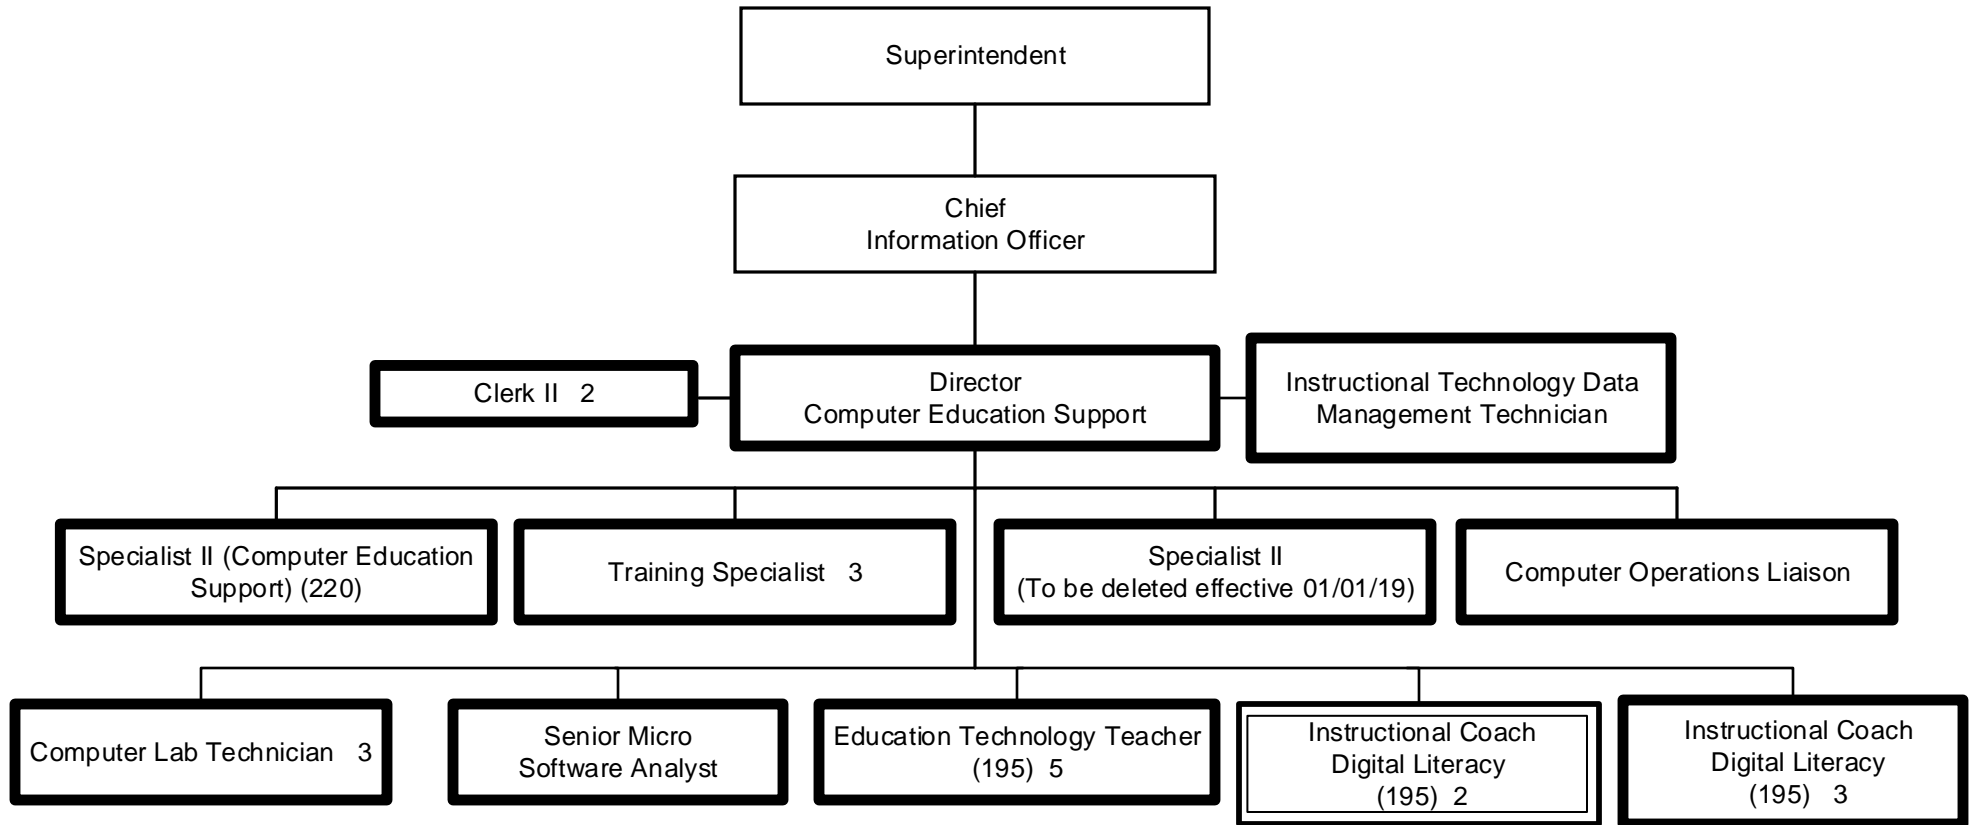 Superintendent
Chief
Information Officer
Clerk II 2
Director
Computer Education Support
Instructional Technology Data
Management Technician
Specialist II (Computer Education
Support) (220)
Training Specialist 3
Specialist II
(To be deleted effective 01/01/19)
Computer Operations Liaison
Computer Lab Technician 3
Senior Micro
Software Analyst
Education Technology Teacher
(195) 5
Instructional Coach
Digital Literacy
(195) 2
Instructional Coach
Digital Literacy
(195) 3